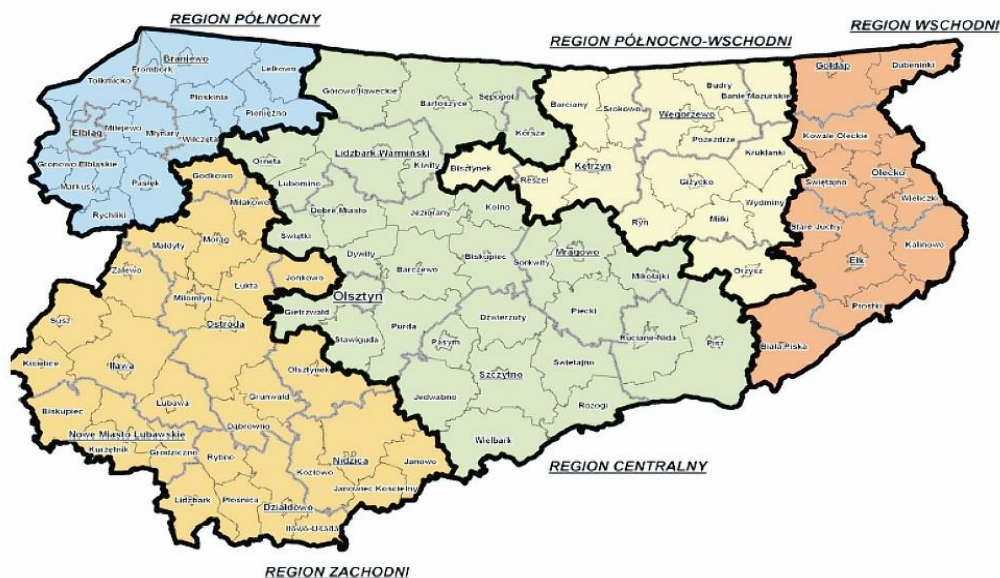 REGION PÓŁNOCNY
REGION WSCHODNI
REGION PÓŁNOCNO-WSCHODNI
Braniewo
Frombork
Lelkowo
Tolkmicko
Płoskinia
Pieniężno
Elbląg
Milejewo
Młynary
Wilczęta
Gronowo Elbląskie
Markusy
Pasłęk
Rychliki
Górowo Iławeckie
Bartoszyce
Sępopol
Korsze
Lidzbark Warmiński
Orneta
Kiwity
Lubomino
Dobre Miasto
Jeziorany
Kolno
Świątki
Dywity
Barczewo
Biskupiec
Sorkwity
Mrągowo
Mikołajki
Olsztyn
Gietrzwałd
Stawiguda
Purda
Pasym
Dźwierzuty
Piecki
Ruciane-Nida
Pisz
Szczytno
Świętajno
Jedwabno
Rozogi
Wielbark
Barciany
Srokowo
Budry
Węgorzewo
Banie Mazurskie
Pozezdrze
Kruklanki
Bisztynek
Reszel
Kętrzyn
Giżycko
Wydminy
Ryn
Miłki
Orzysz
Gołdap
Dubeninki
Kowale Oleckie
Olecko
Świętajno
Wieliczki
Stare Juchy
Kalinowo
Ełk
Prostki
Biała Piska
Godkowo
Miłakowo
Małdyty
Morąg
Zalewo
Łukta
Jonkowo
Miłomłyn
Ostróda
Susz
Kisielice
Iława
Olsztynek
Grunwald
Biskupiec
Lubawa
Dąbrówno
Nowe Miasto Lubawskie
Kurzętnik
Grodziczno
Rybno
Nidzica
Kozłowo
Janowo
Janowiec Kościelny
Lidzbark
Płośnica
Działdowo
Iłowo-Osada
REGION CENTRALNY
REGION ZACHODNI